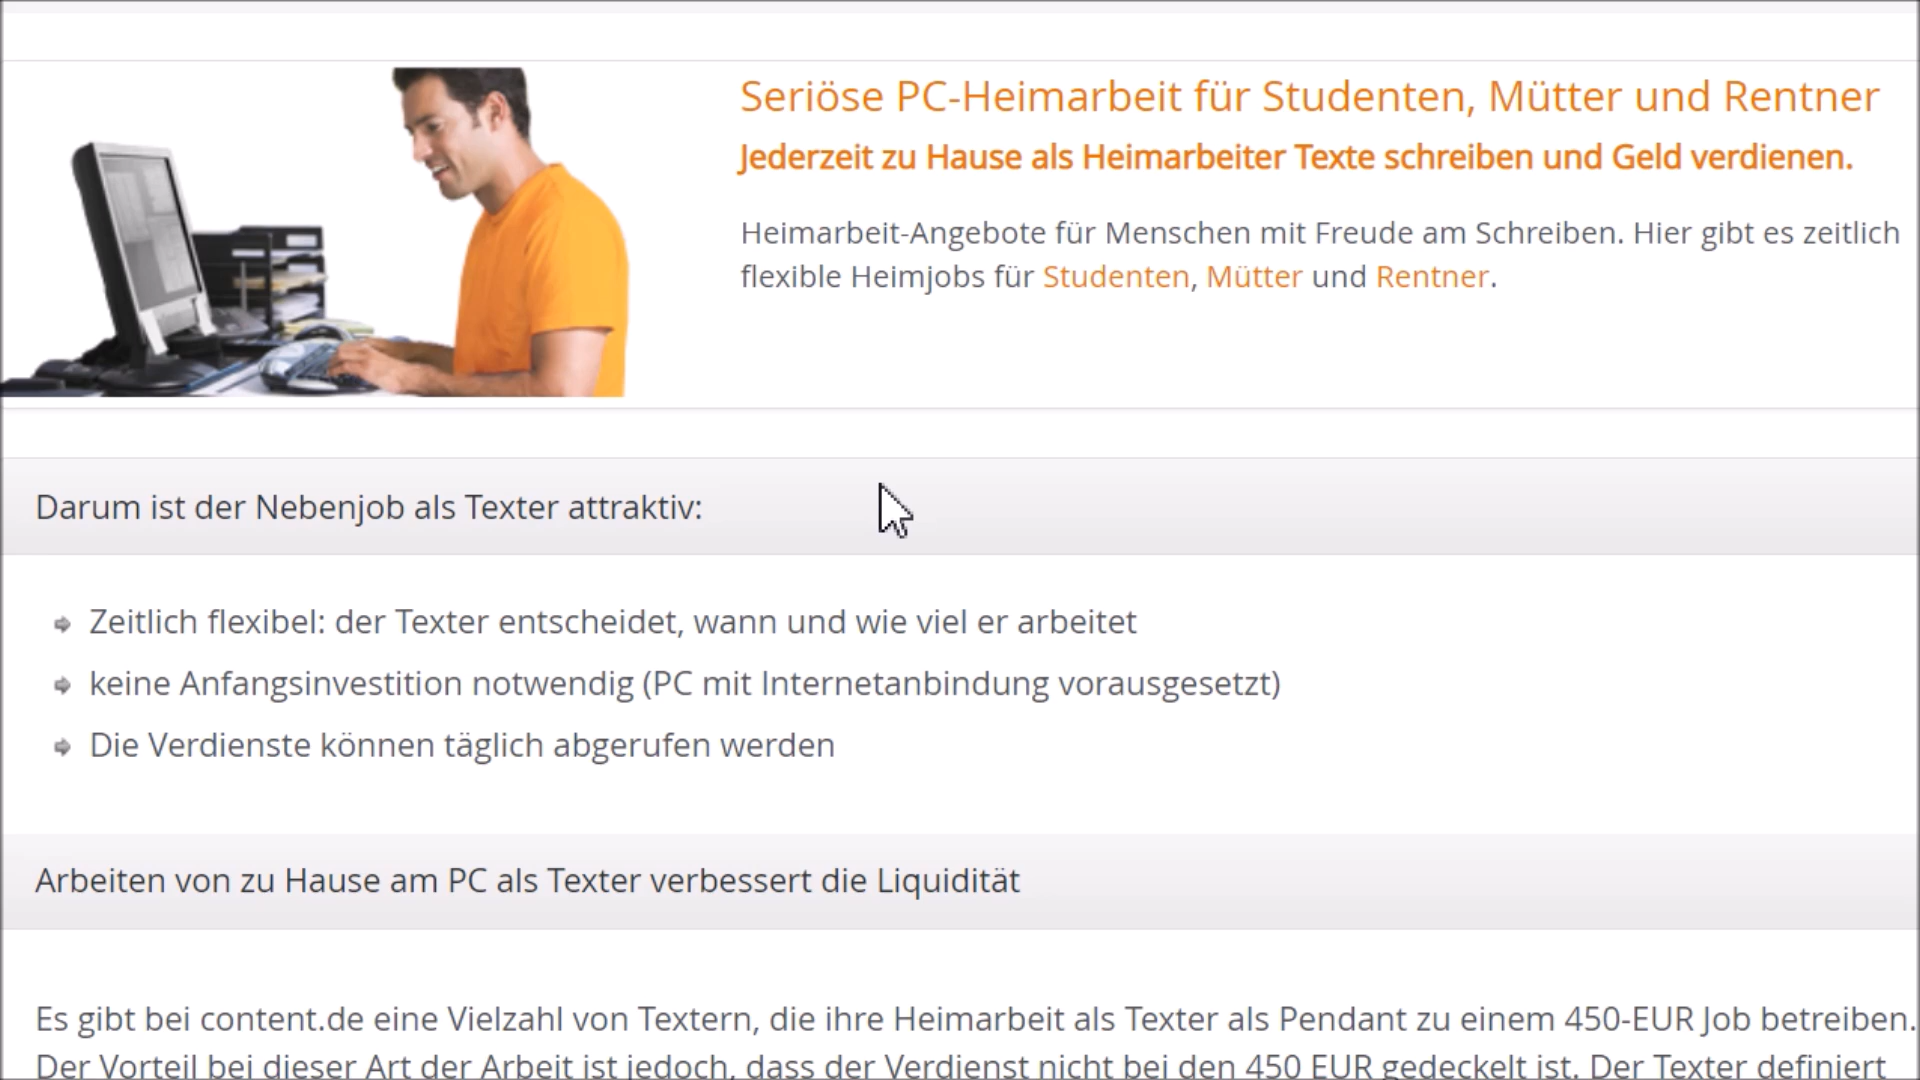 Seriöse PC-Heimarbeit für Studenten, Mütter und Rentner
Jederzeit zu Hause als Heimarbeiter Texte schreiben und Geld verdienen.
Heimarbeit-Angebote für Menschen mit Freude am Schreiben. Hier gibt es zeitlich
flexible Heimjobs für Studenten, Mütter und Rentner.
Darum ist der Nebenjob als Texter attraktiv:
Zeitlich flexibel: der Texter entscheidet, wann und wie viel er arbeitet
keine Anfangsinvestition notwendig (PC mit Internetanbindung vorausgesetzt)
Die Verdienste können täglich abgerufen werden
Arbeiten von zu Hause am PC als Texter verbessert die Liquidität
Es gibt bei content.de eine Vielzahl von Textern, die ihre Heimarbeit als Texter als Pendant zu einem 450-EUR Job betreiben.
Der Vorteil bei dieser Art der Arbeit ist jedoch, dass der Verdienst nicht bei den 450 EUR gedeckelt ist. Der Texter definiert